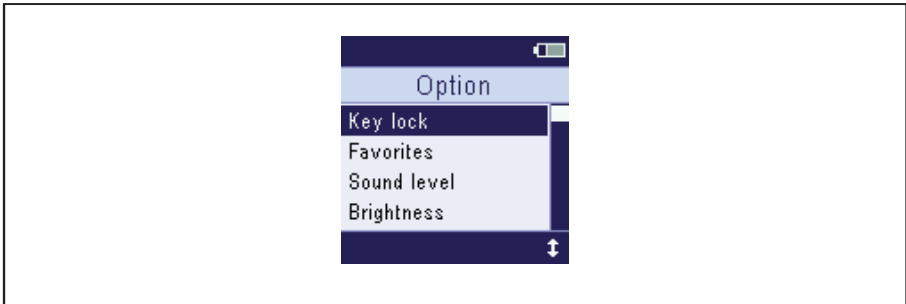 Option
Key lock
Favorites
Sound level
Brightness